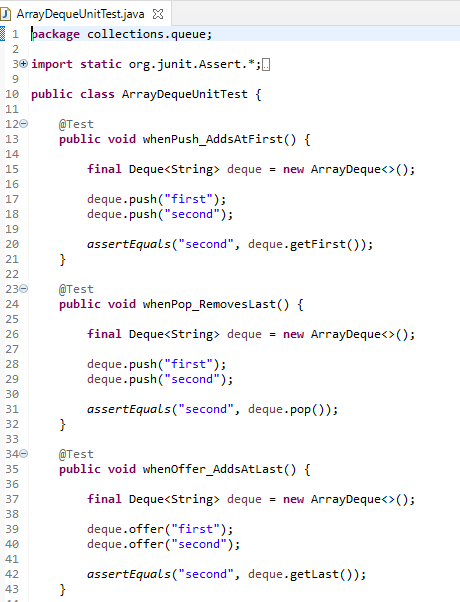 ArrayDequeUnitTest.java
1 package collections.queue;
2
3 import static org.junit.Assert.*;
9
10 public class ArrayDequeUnitTest {
11
12 @Test
13 public void whenPush_AddsAtFirst() {
14
15 final Deque<String> deque = new ArrayDeque<>();
16
17 deque.push("first");
18 deque.push("second");
19
20 assertEquals("second", deque.getFirst());
21 }
22
23 @Test
24 public void whenPop_RemovesLast() {
25
26 final Deque<String> deque = new ArrayDeque<>();
27
28 deque.push("first");
29 deque.push("second");
30
31 assertEquals("second", deque.pop());
32 }
33
34 @Test
35 public void whenOffer_AddsAtLast() {
36
37 final Deque<String> deque = new ArrayDeque<>();
38
39 deque.offer("first");
40 deque.offer("second");
41
42 assertEquals("second", deque.getLast());
43 }